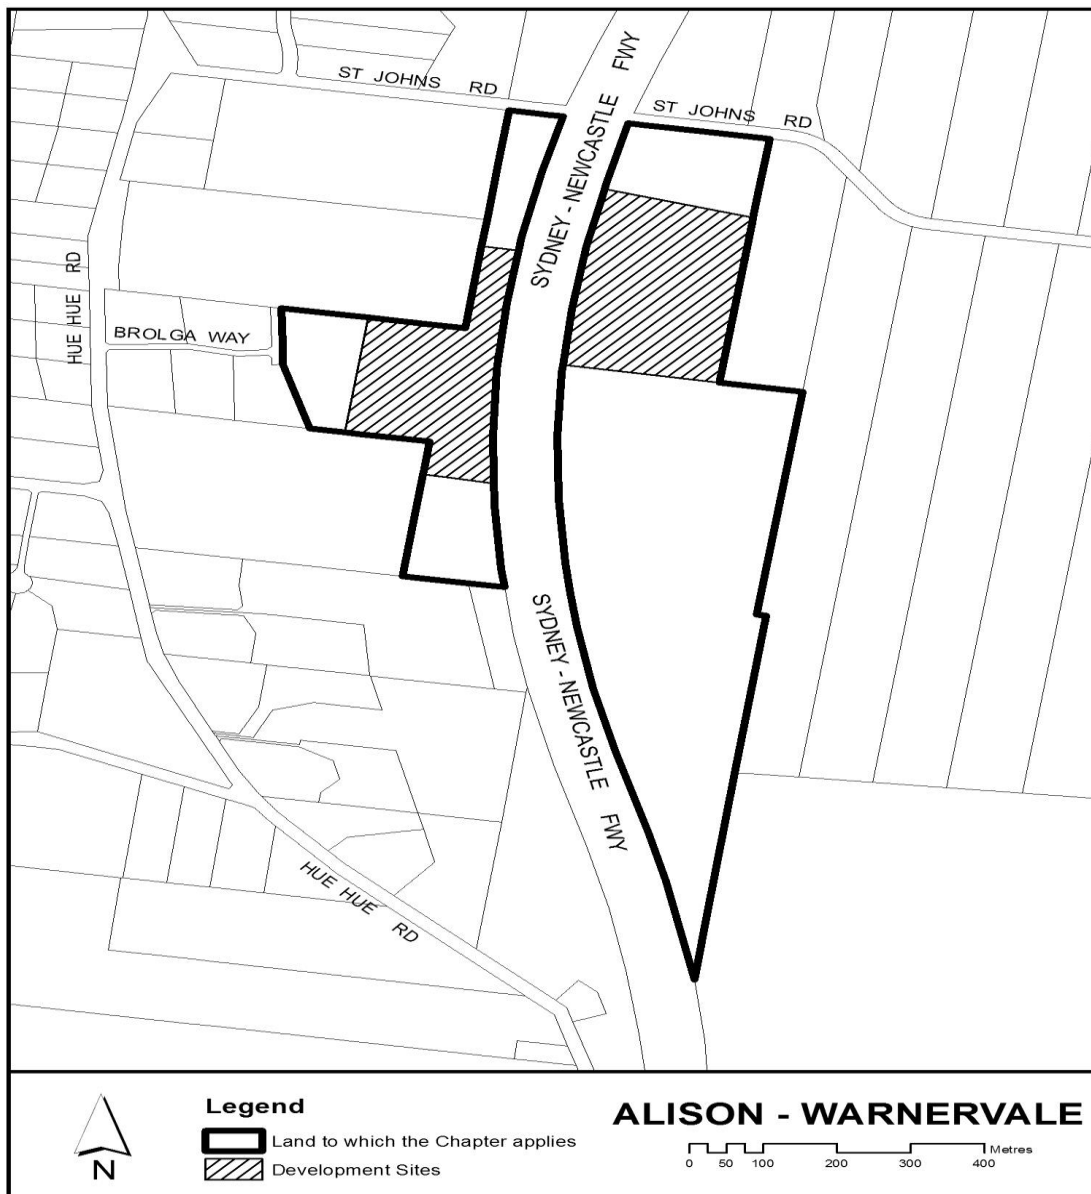 ST JOHNS RD
SYDNEY - NEWCASTLE FWY
ST JOHNS RD
HUE HUE RD
BROLGA WAY
SYDNEY - NEWCASTLE FWY
HUE HUE RD
N
Legend
Land to which the Chapter applies
Development Sites
ALISON - WARNERVALE
0 50 100 200 300 400 Metres